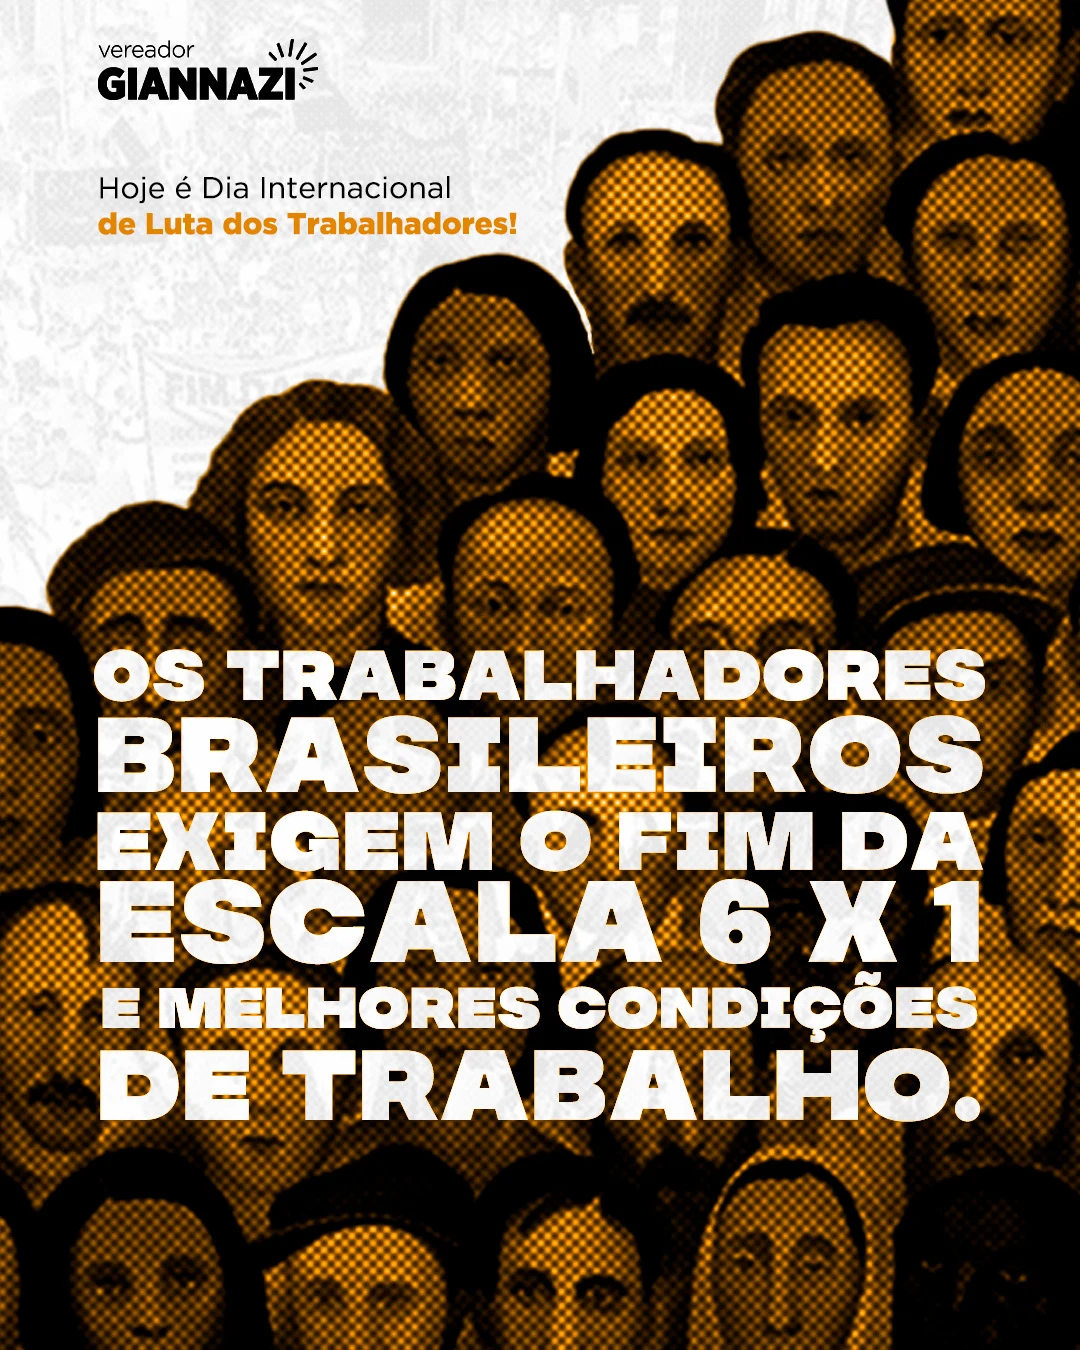 vereador
GIANNAZI
Hoje é Dia Internacional
de Luta dos Trabalhadores!
OS TRABALHADORES
BRASILEIROS
EXIGEM O FIM DA
ESCALA 6 X 1
E MELHORES CONDIÇÕES
DE TRABALHO.